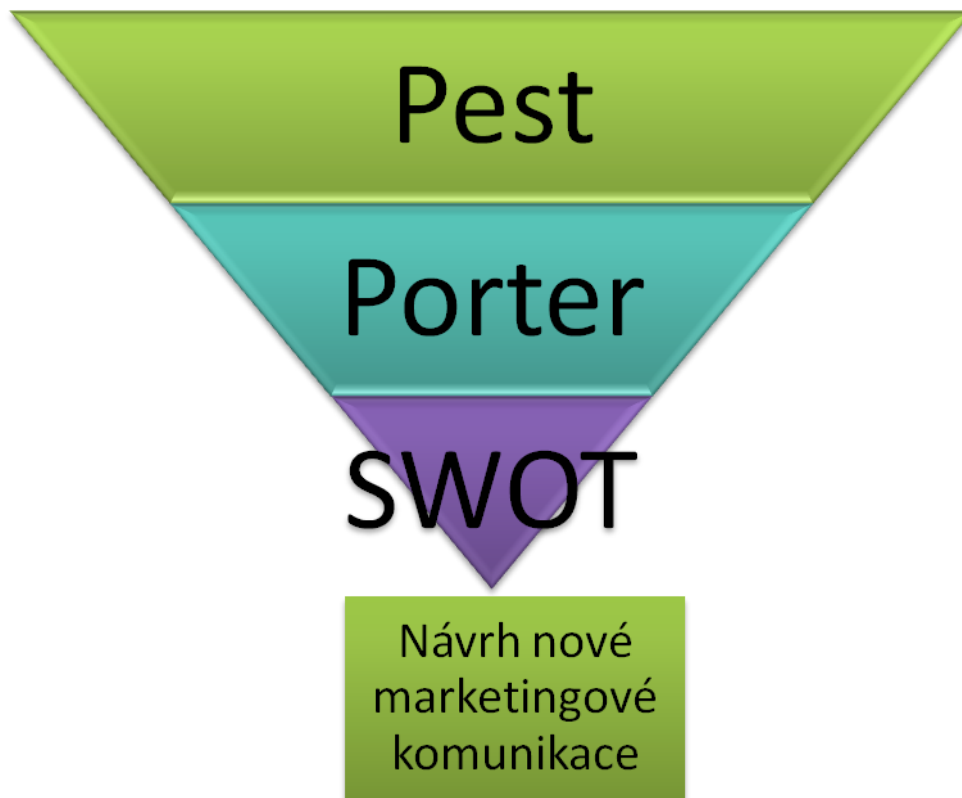 Pest
Porter
SWOT
Návrh nové
marketingové
komunikace